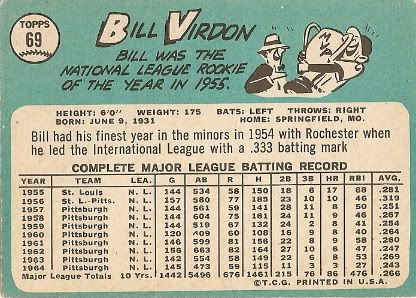 TOPPS
69
BILL VIRDON
BILL WAS THE
NATIONAL LEAGUE ROOKIE
OF THE YEAR IN 1955.
HEIGHT: 6'0" WEIGHT: 175 BATS: LEFT THROWS: RIGHT
BORN: JUNE 9, 1931 HOME: SPRINGFIELD, MO.
Bill had his finest year in the minors in 1954 with Rochester when
he led the International League with a .333 batting mark
COMPLETE MAJOR LEAGUE BATTING RECORD
YEAR TEAM LEA. G AB R H 2B 3B HR RBI AVG.
1955 St. Louis N. L. 144 534 58 150 18 6 17 68 .281
1956 St. L.-Pitts. N. L. 157 580 77 185 23 10 10 46 .319
1957 Pittsburgh N. L. 144 561 59 141 28 11 8 50 .251
1958 Pittsburgh N. L. 144 604 75 161 24 11 9 46 .267
1959 Pittsburgh N. L. 144 519 67 132 24 2 8 41 .254
1960 Pittsburgh N. L. 120 409 60 108 16 9 8 40 .264
1961 Pittsburgh N. L. 146 599 81 156 22 8 9 58 .260
1962 Pittsburgh N. L. 156 663 82 164 27 10 6 47 .247
1963 Pittsburgh N. L. 142 554 58 149 22 6 8 53 .269
1964 Pittsburgh N. L. 145 473 59 115 11 3 3 27 .243
Major League Totals 10 Yrs. 1442 5496 676 1461 215 76 86 476 .266
©T.C.G. PRINTED IN U.S.A.